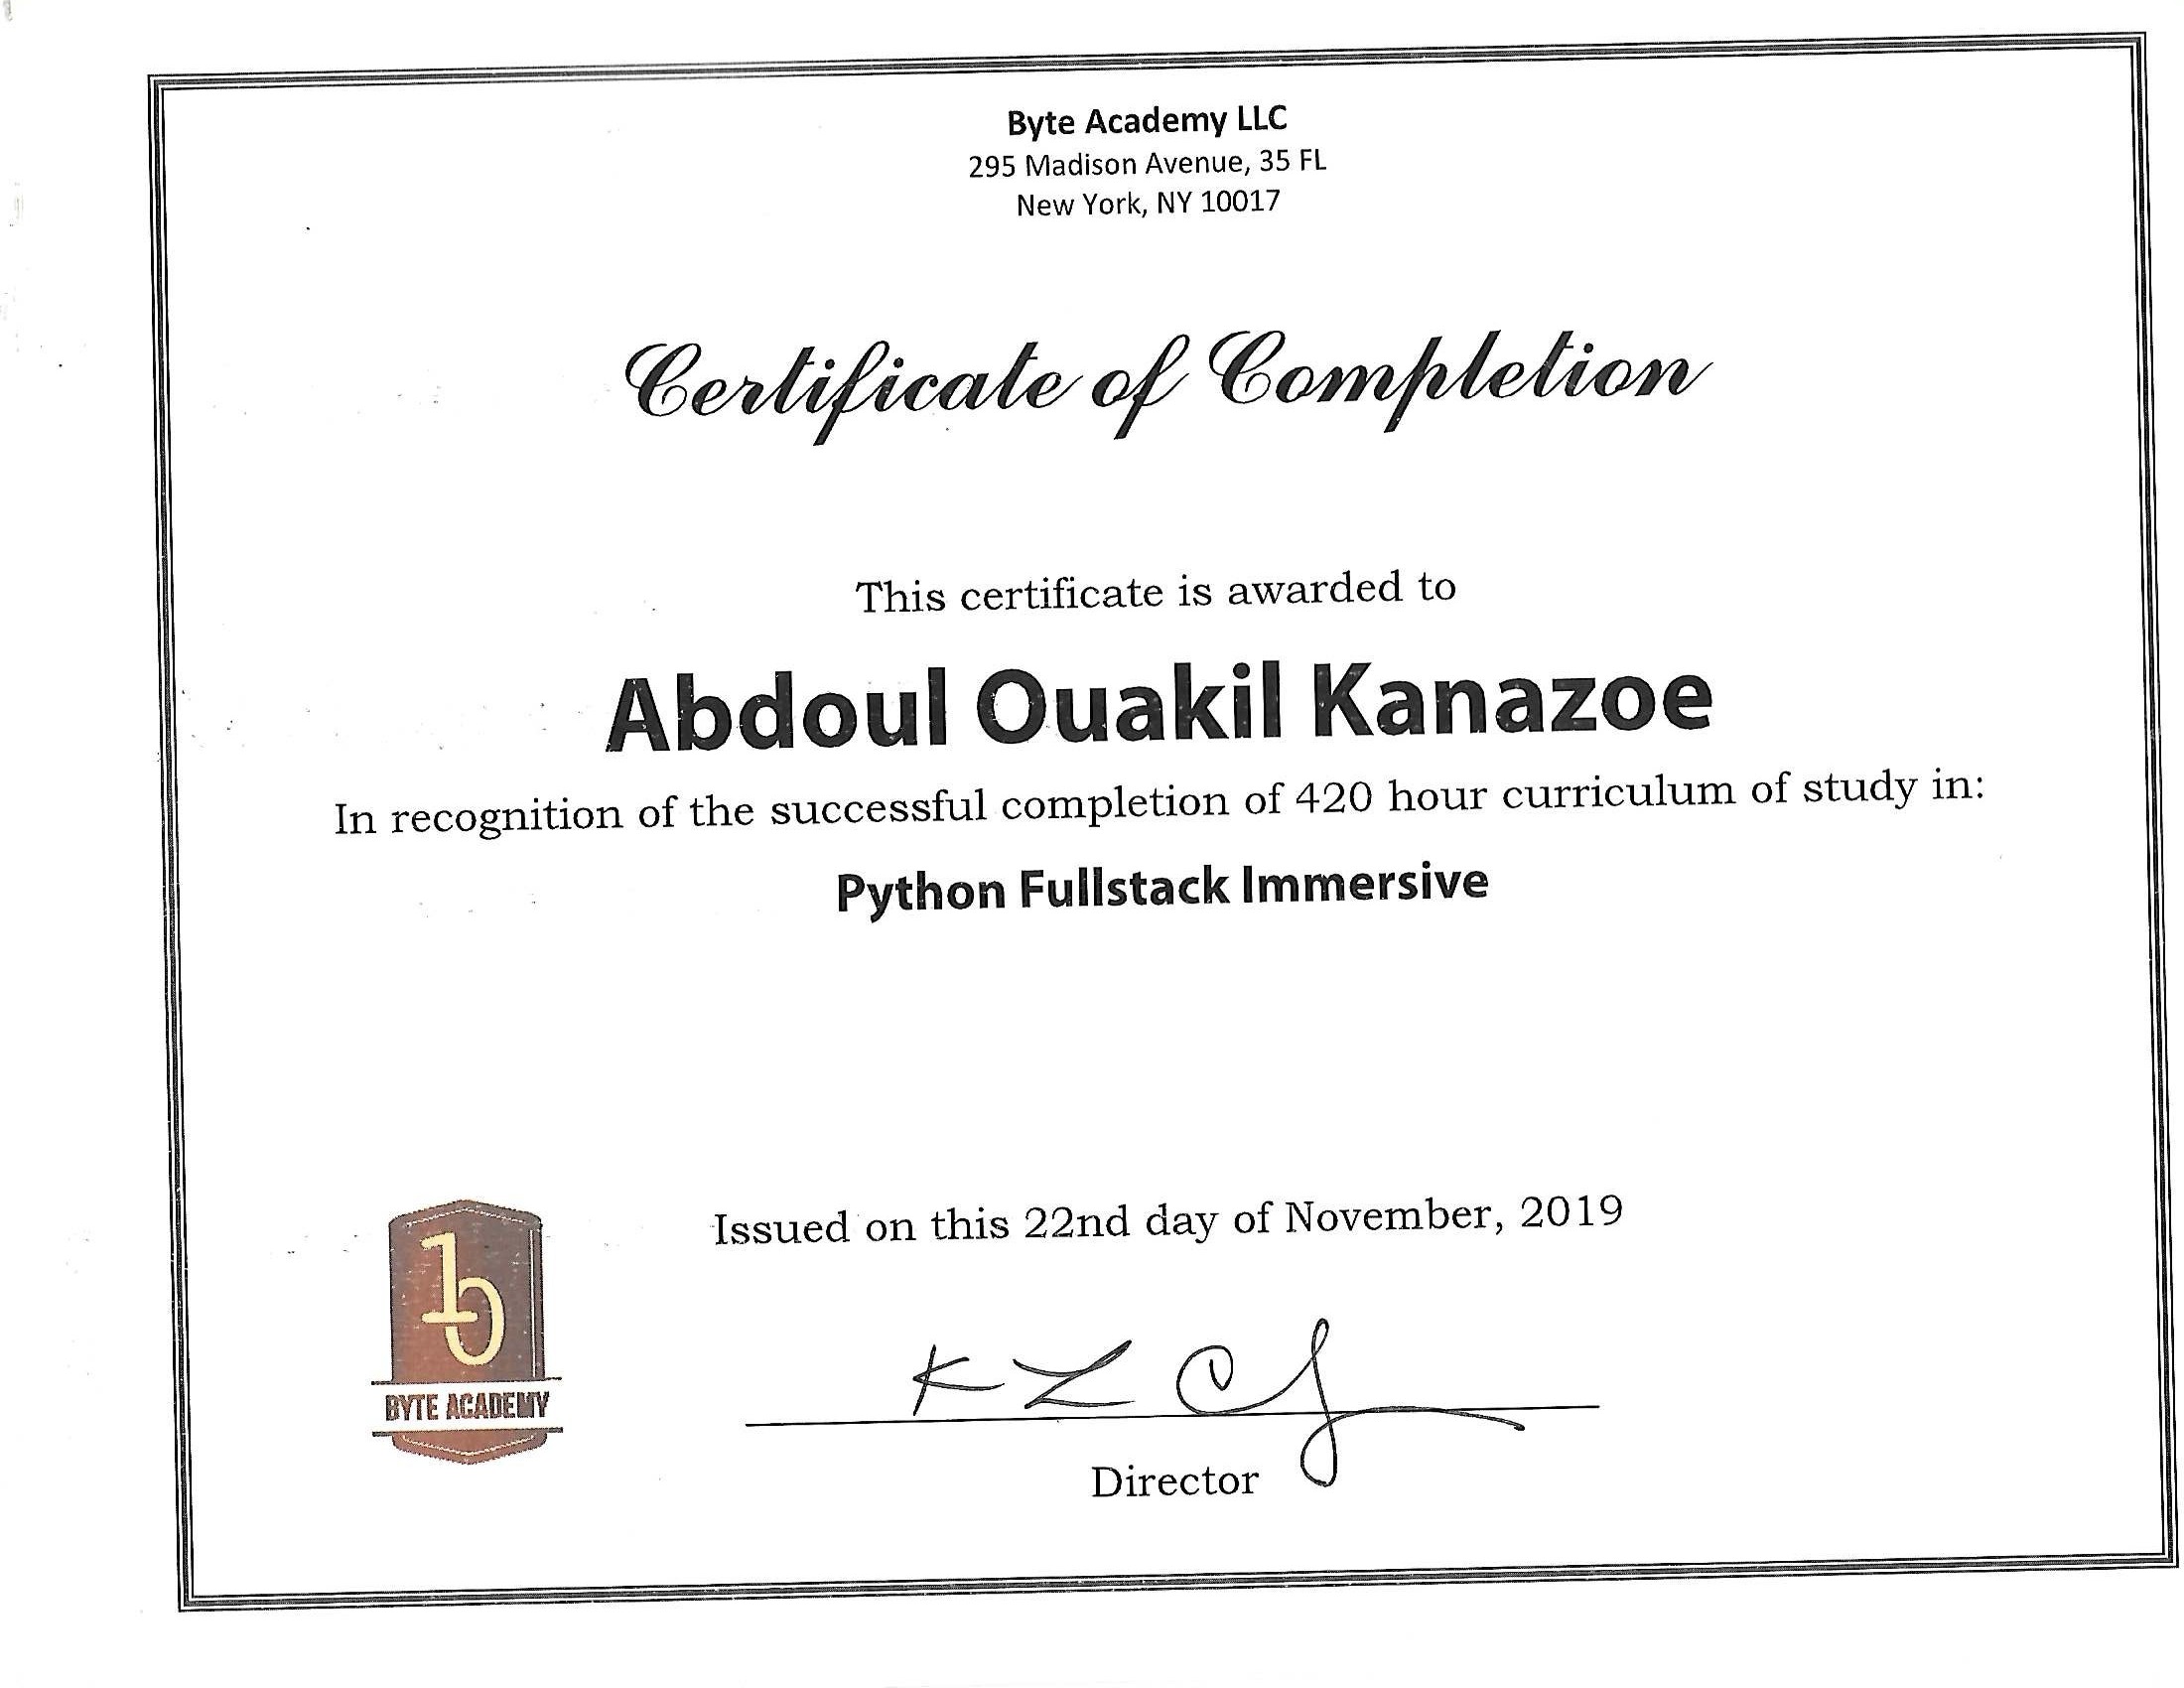 Byte Academy LLC
295 Madison Avenue, 35 FL
New York, NY 10017
Certificate of Completion
This certificate is awarded to
Abdoul Ouakil Kanazoe
In recognition of the successful completion of 420 hour curriculum of study in:
Python Fullstack Immersive
Issued on this 22nd day of November, 2019
BYTE ACADEMY
Director